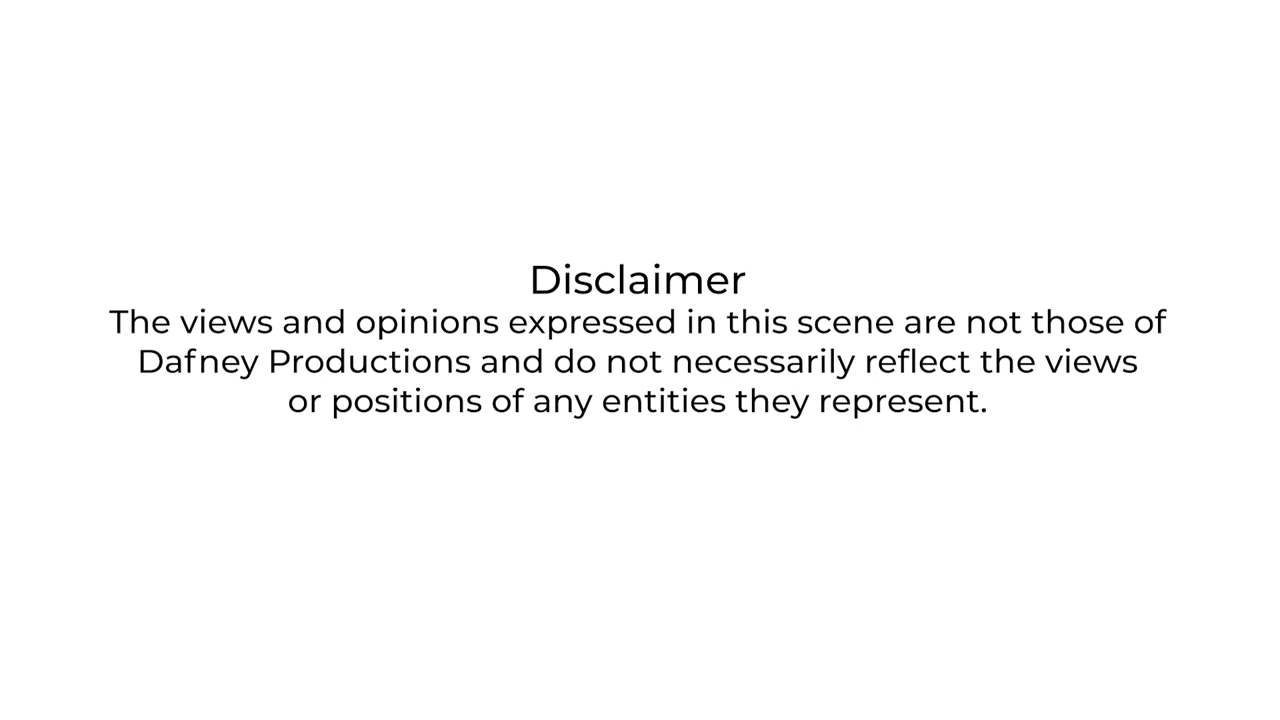 Disclaimer
The views and opinions expressed in this scene are not those of
Dafney Productions and do not necessarily reflect the views
or positions of any entities they represent.